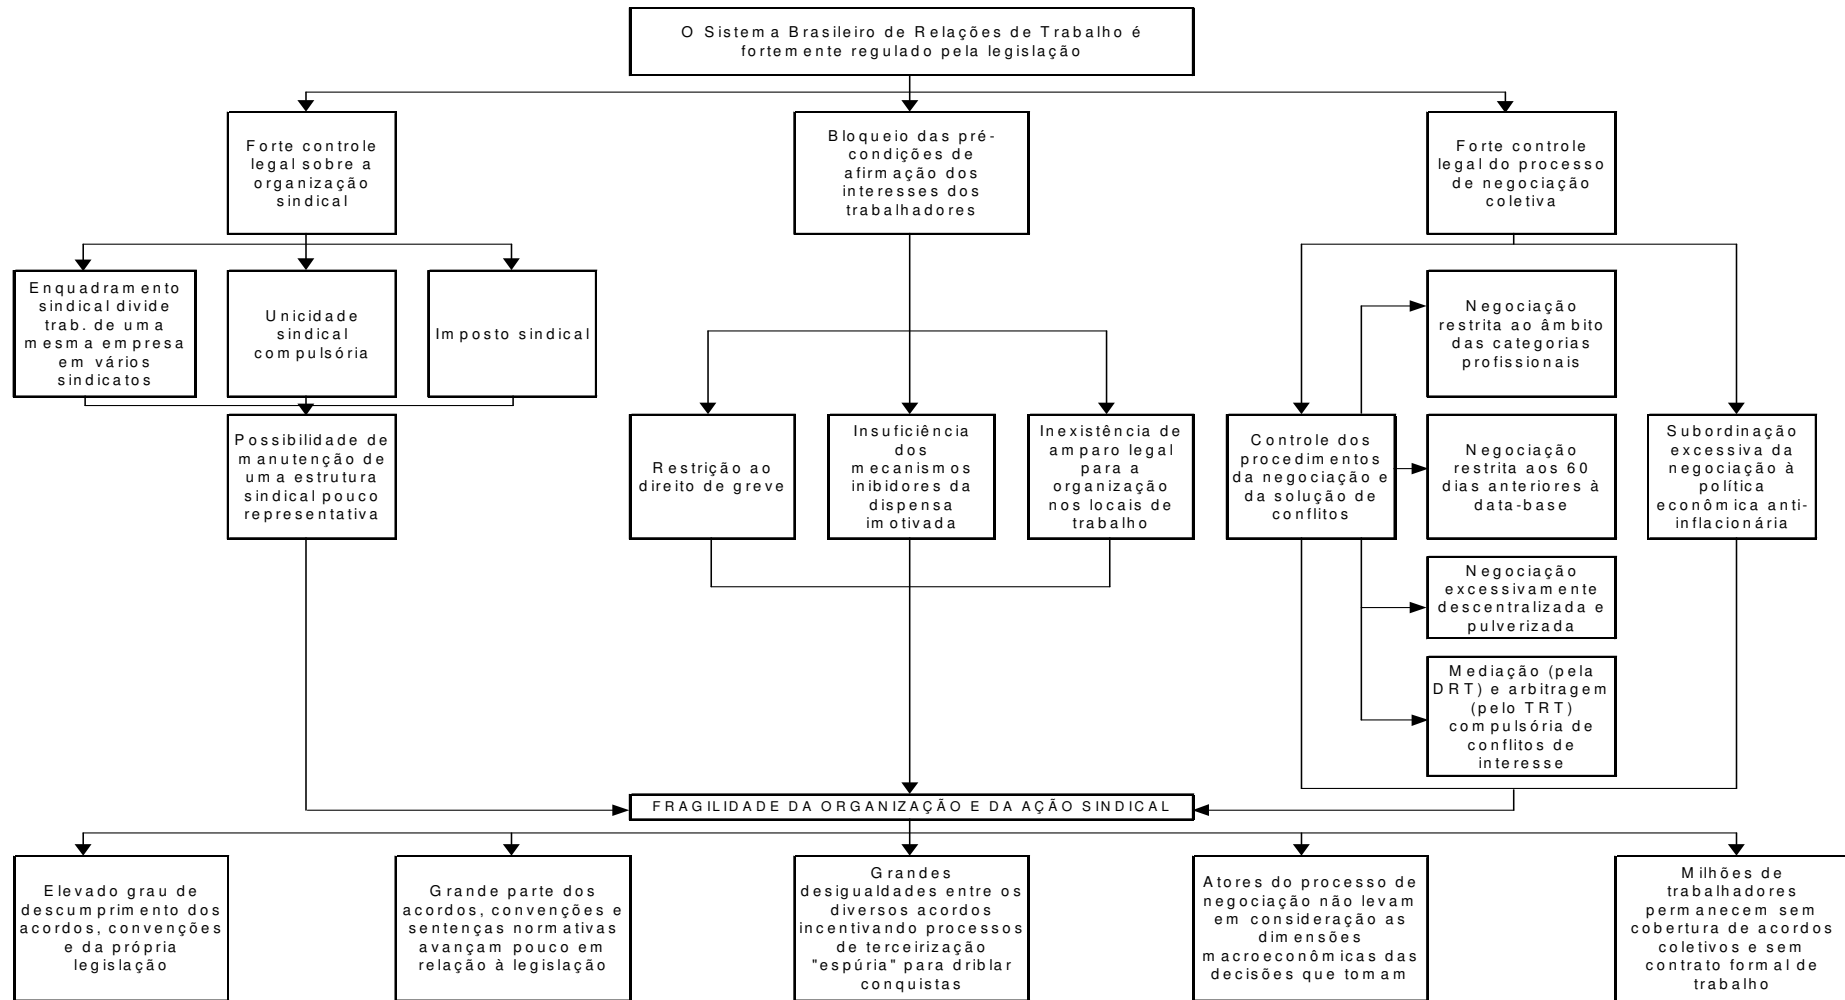 O Sistema Brasileiro de Relações de Trabalho é
fortemente regulado pela legislação
Forte controle
legal sobre a
organização
sindical
Bloqueio das pré-
condições de
afirmação dos
interesses dos
trabalhadores
Forte controle
legal do processo
de negociação
coletiva
Enquadramento
sindical divide
trab. de uma
mesma empresa
em vários
sindicatos
Unicidade
sindical
compulsória
Imposto sindical
Negociação
restrita ao âmbito
das categorias
profissionais
Possibilidade de
manutenção de
uma estrutura
sindical pouco
representativa
Restrição ao
direito de greve
Insuficiência
dos
mecanismos
inibidores da
dispensa
imotivada
Inexistência de
amparo legal
para a
organização
nos locais de
trabalho
Controle dos
procedimentos
da negociação e
da solução de
conflitos
Negociação
restrita aos 60
dias anteriores à
data-base
Subordinação
excessiva da
negociação à
política
econômica anti-
inflacionária
Negociação
excessivamente
descentralizada e
pulverizada
Mediação (pela
DRT) e arbitragem
(pelo TRT)
compulsória de
conflitos de
interesse
FRAGILIDADE DA ORGANIZAÇÃO E DA AÇÃO SINDICAL
Elevado grau de
descumprimento dos
acordos, convenções
e da própria
legislação
Grande parte dos
acordos, convenções e
sentenças normativas
avançam pouco em
relação à legislação
Grandes
desigualdades entre os
diversos acordos
incentivando processos
de terceirização
"espúria" para driblar
conquistas
Atores do processo de
negociação não levam
em consideração as
dimensões
macroeconômicas das
decisões que tomam
Milhões de
trabalhadores
permanecem sem
cobertura de acordos
coletivos e sem
contrato formal de
trabalho